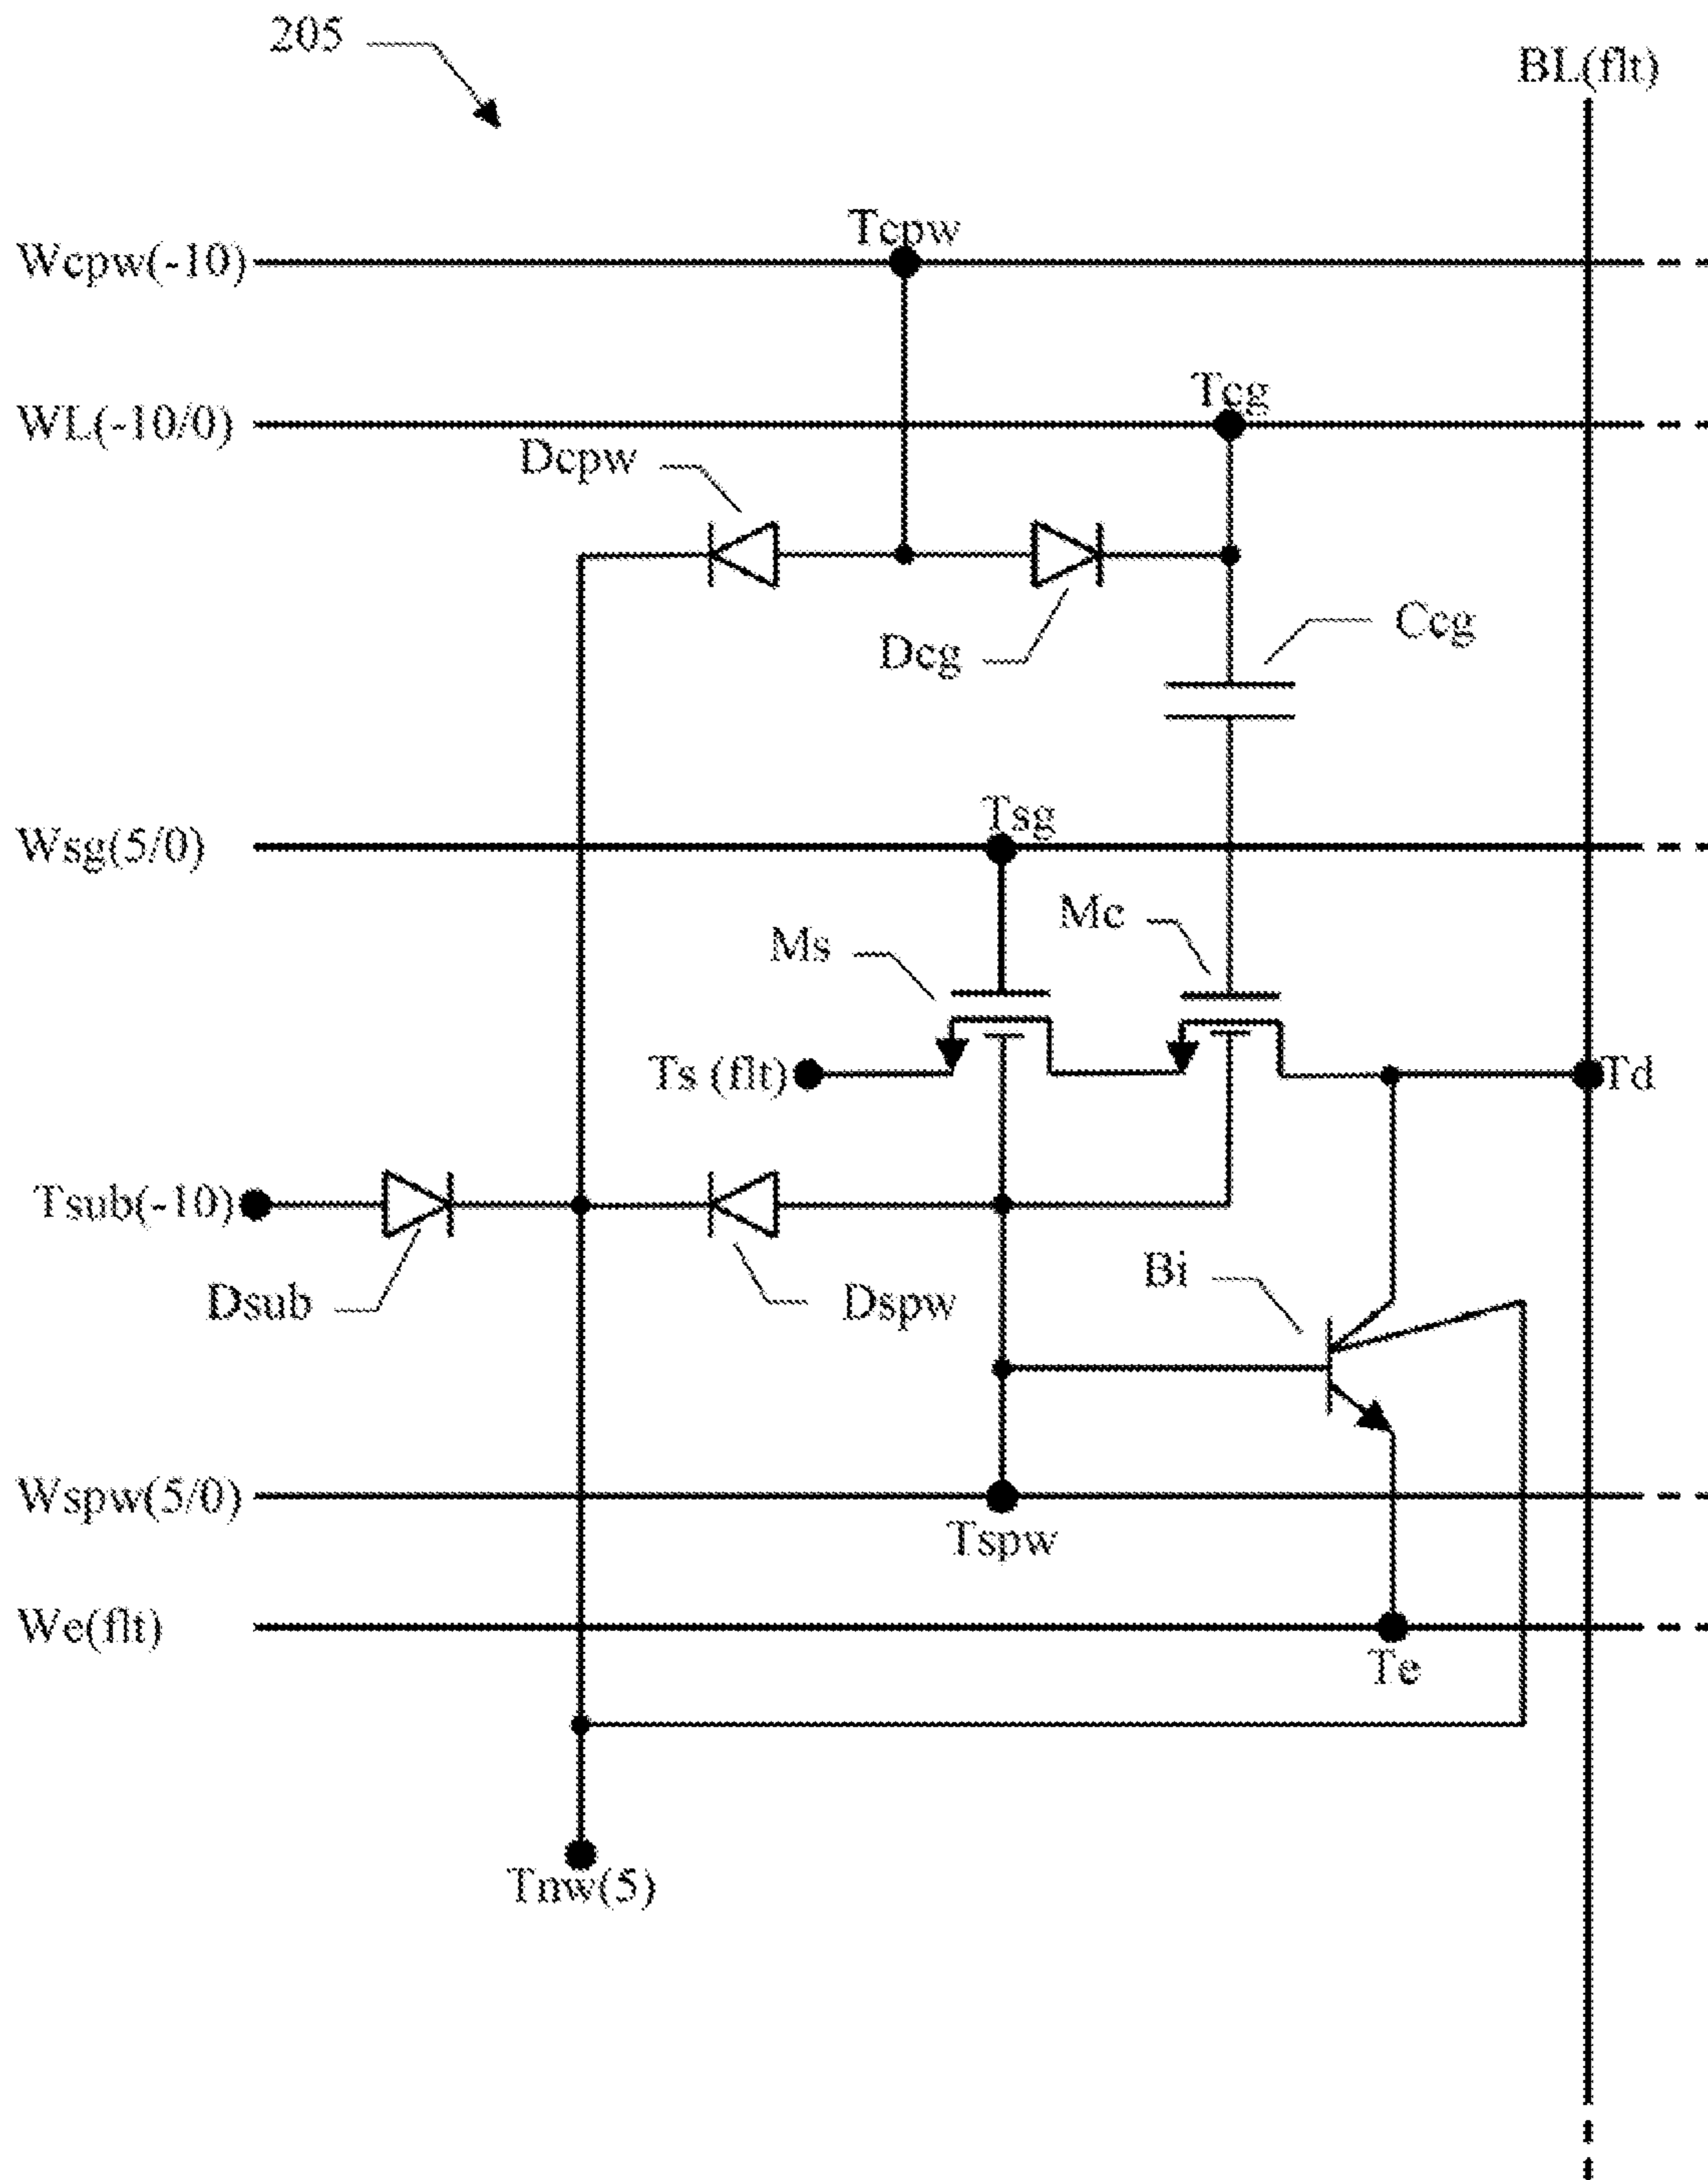 205
BL(flt)
Tcpw
Wcpw(-10)
Tcg
WL(-10/0)
Dcpw
Ccg
Dcg
Tsg
Wsg(5/0)
Mc
Ms
Ts (flt)
Td
Tsub(-10)
Bi
Dsub
Dspw
Wspw(5/0)
Tspw
We(flt)
Te
Tnw(5)